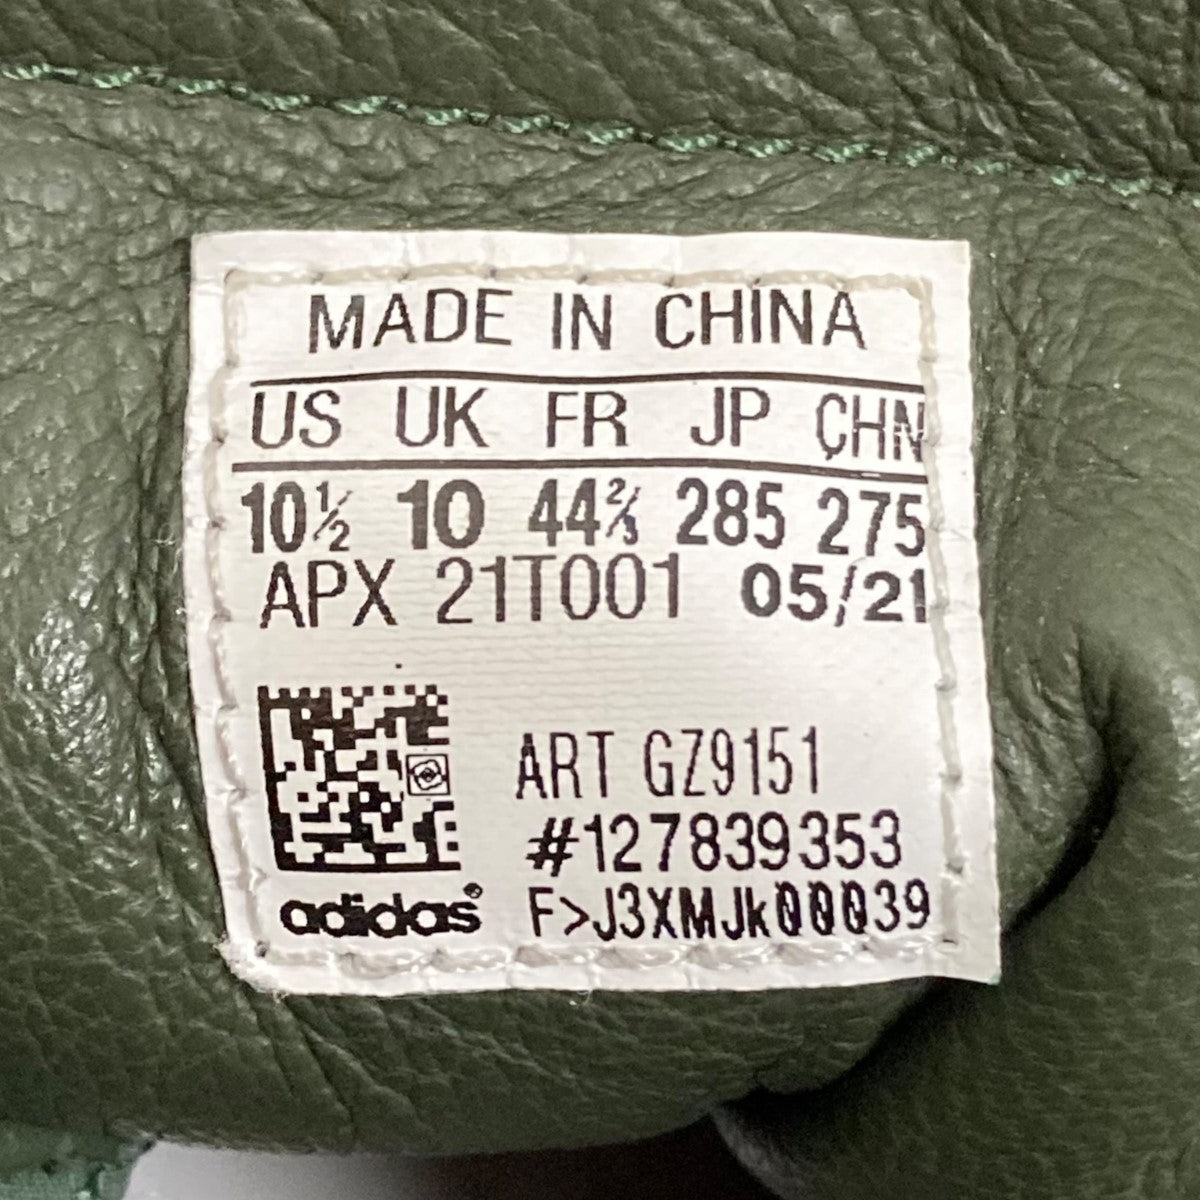 MADE IN CHINA
US UK FR JP CHN
10½ 10 44⅔ 285 275
APX 21T001 05/21
ART GZ9151
#127839353
adidas® F>J3XMJk00039